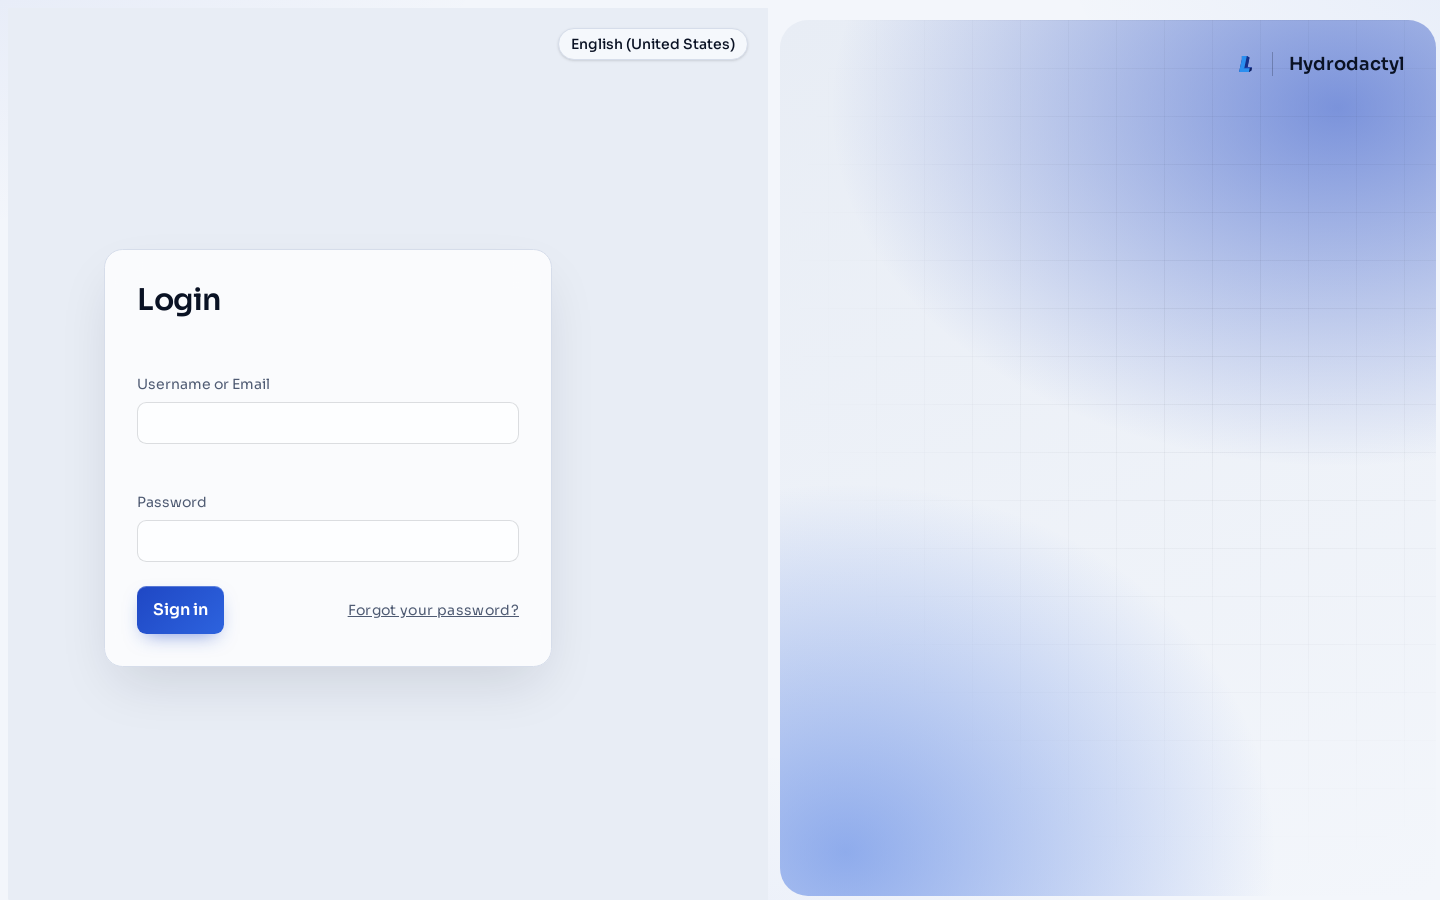 English (United States)
Hydrodactyl
Login
Username or Email
Password
Sign in
Forgot your password?